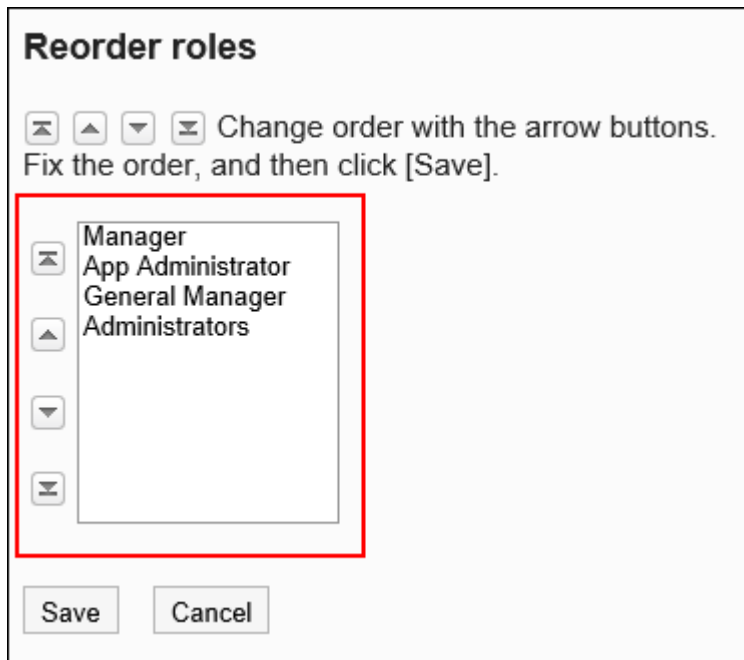 Reorder roles
Change order with the arrow buttons.
Fix the order, and then click [Save].
Manager
App Administrator
General Manager
Administrators
Save
Cancel